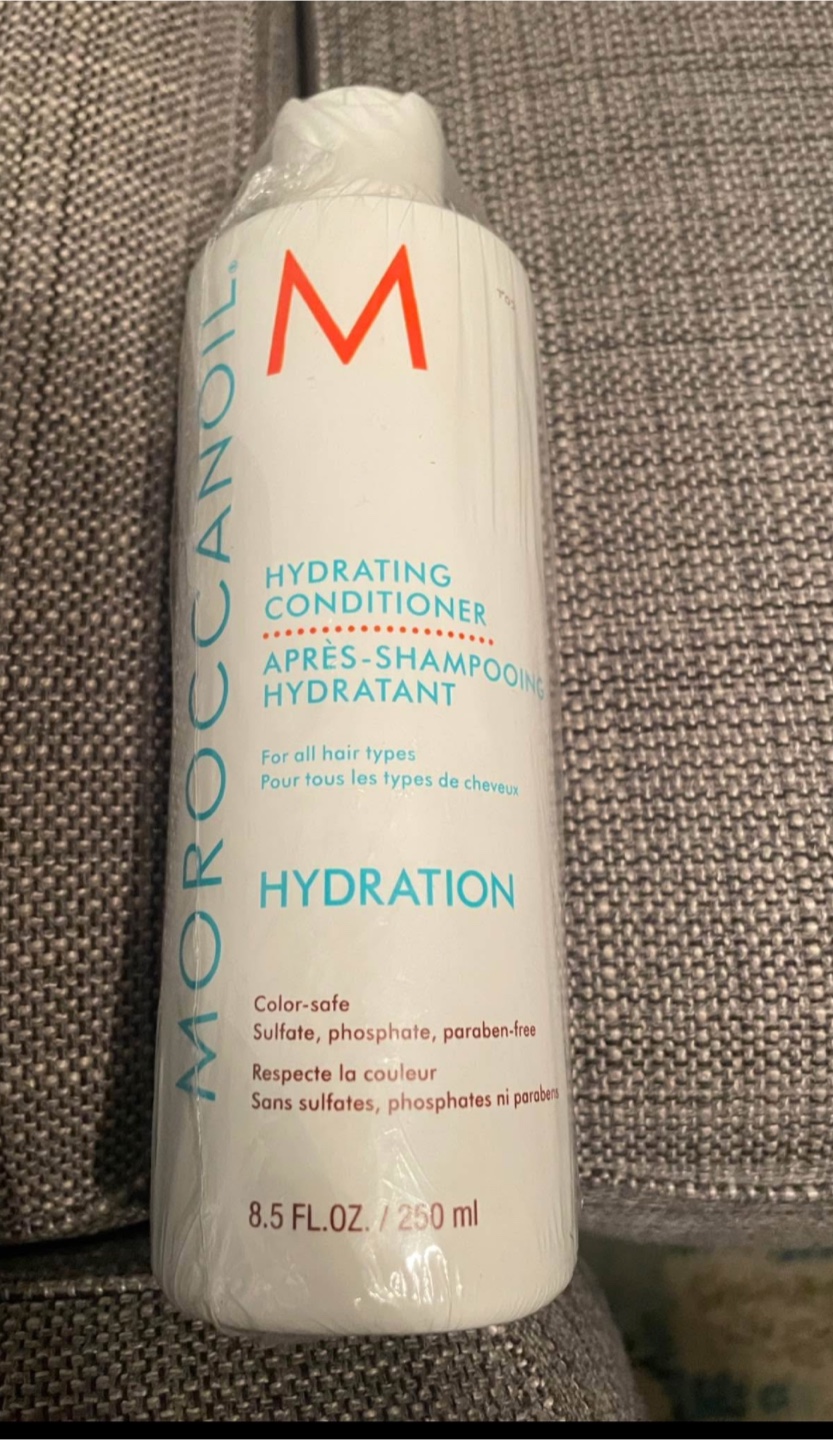 M
MOROCCANOIL®
HYDRATING
CONDITIONER
APRÈS-SHAMPOOING
HYDRATANT
For all hair types
Pour tous les types de cheveux
HYDRATION
Color-safe
Sulfate, phosphate, paraben-free
Respecte la couleur
Sans sulfates, phosphates ni parabens
8.5 FL.OZ. / 250 ml